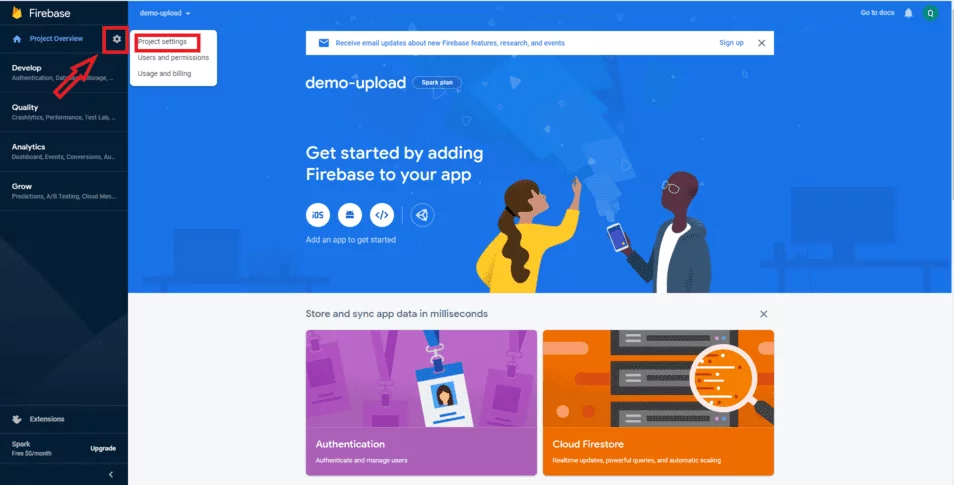 Firebase
demo-upload
Go to docs
Q
Project Overview
Project settings
Users and permissions
Usage and billing
Develop
Authentication, Data
orage, ...
Quality
Crashlytics, Performance, Test Lab, ...
Analytics
Dashboard, Events, Conversions, Au...
Grow
Predictions, A/B Testing, Cloud Mes...
Extensions
Spark
Free $0/month
Upgrade
Receive email updates about new Firebase features, research, and events
Sign up
demo-upload
Spark plan
Get started by adding
Firebase to your app
iOS
Add an app to get started
Store and sync app data in milliseconds
Authentication
Authenticate and manage users
Cloud Firestore
Realtime updates, powerful queries, and automatic scaling